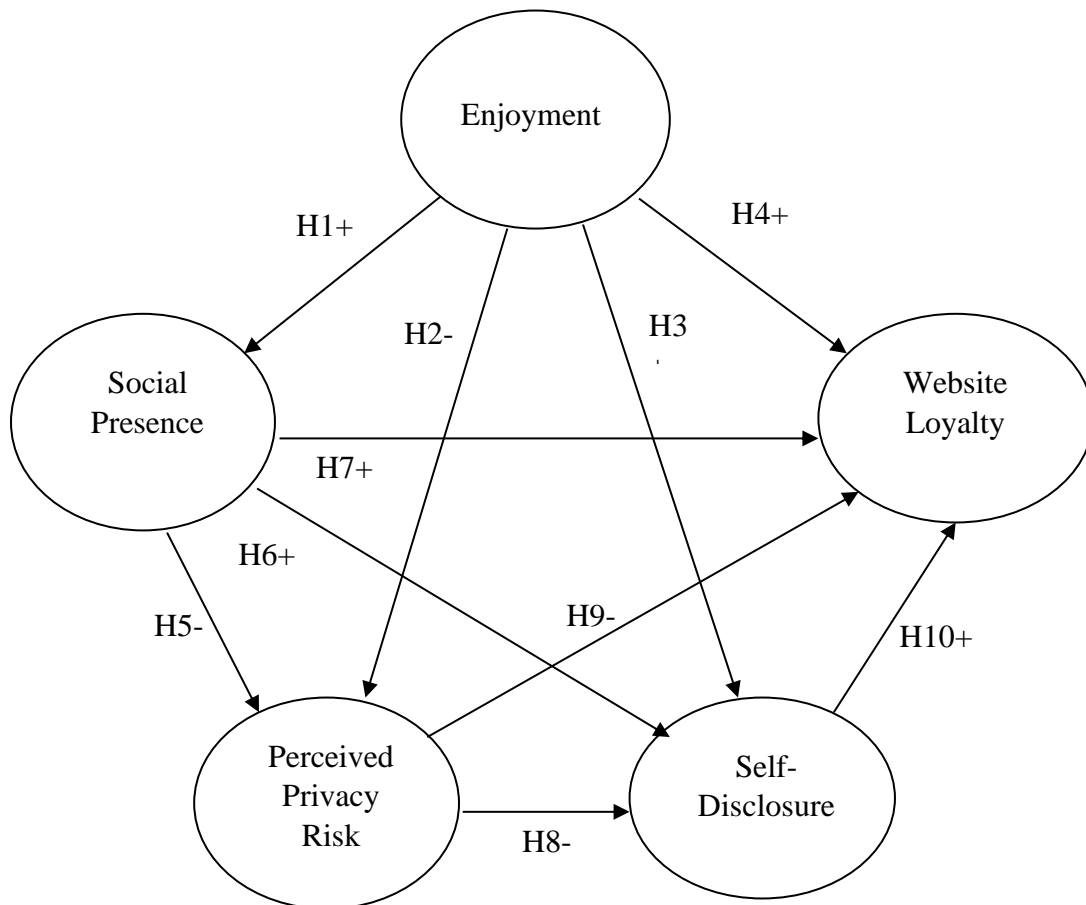 Enjoyment
H1+
H4+
H2-
H3
Social
Presence
Website
Loyalty
H7+
H6+
H5-
H9-
H10+
Perceived
Privacy
Risk
Self-
Disclosure
H8-